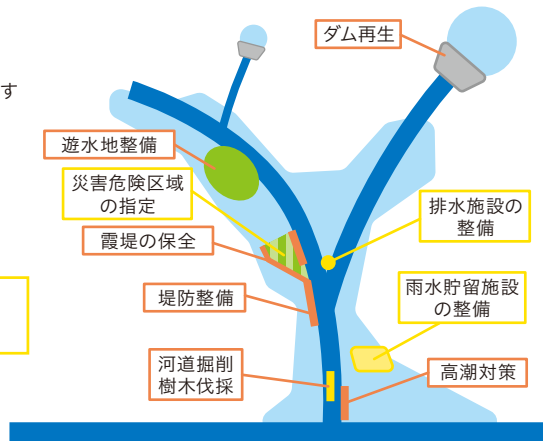 ダム再生
す
遊水地整備
災害危険区域
の指定
排水施設の
整備
霞堤の保全
雨水貯留施設
の整備
堤防整備
河道掘削
樹木伐採
高潮対策